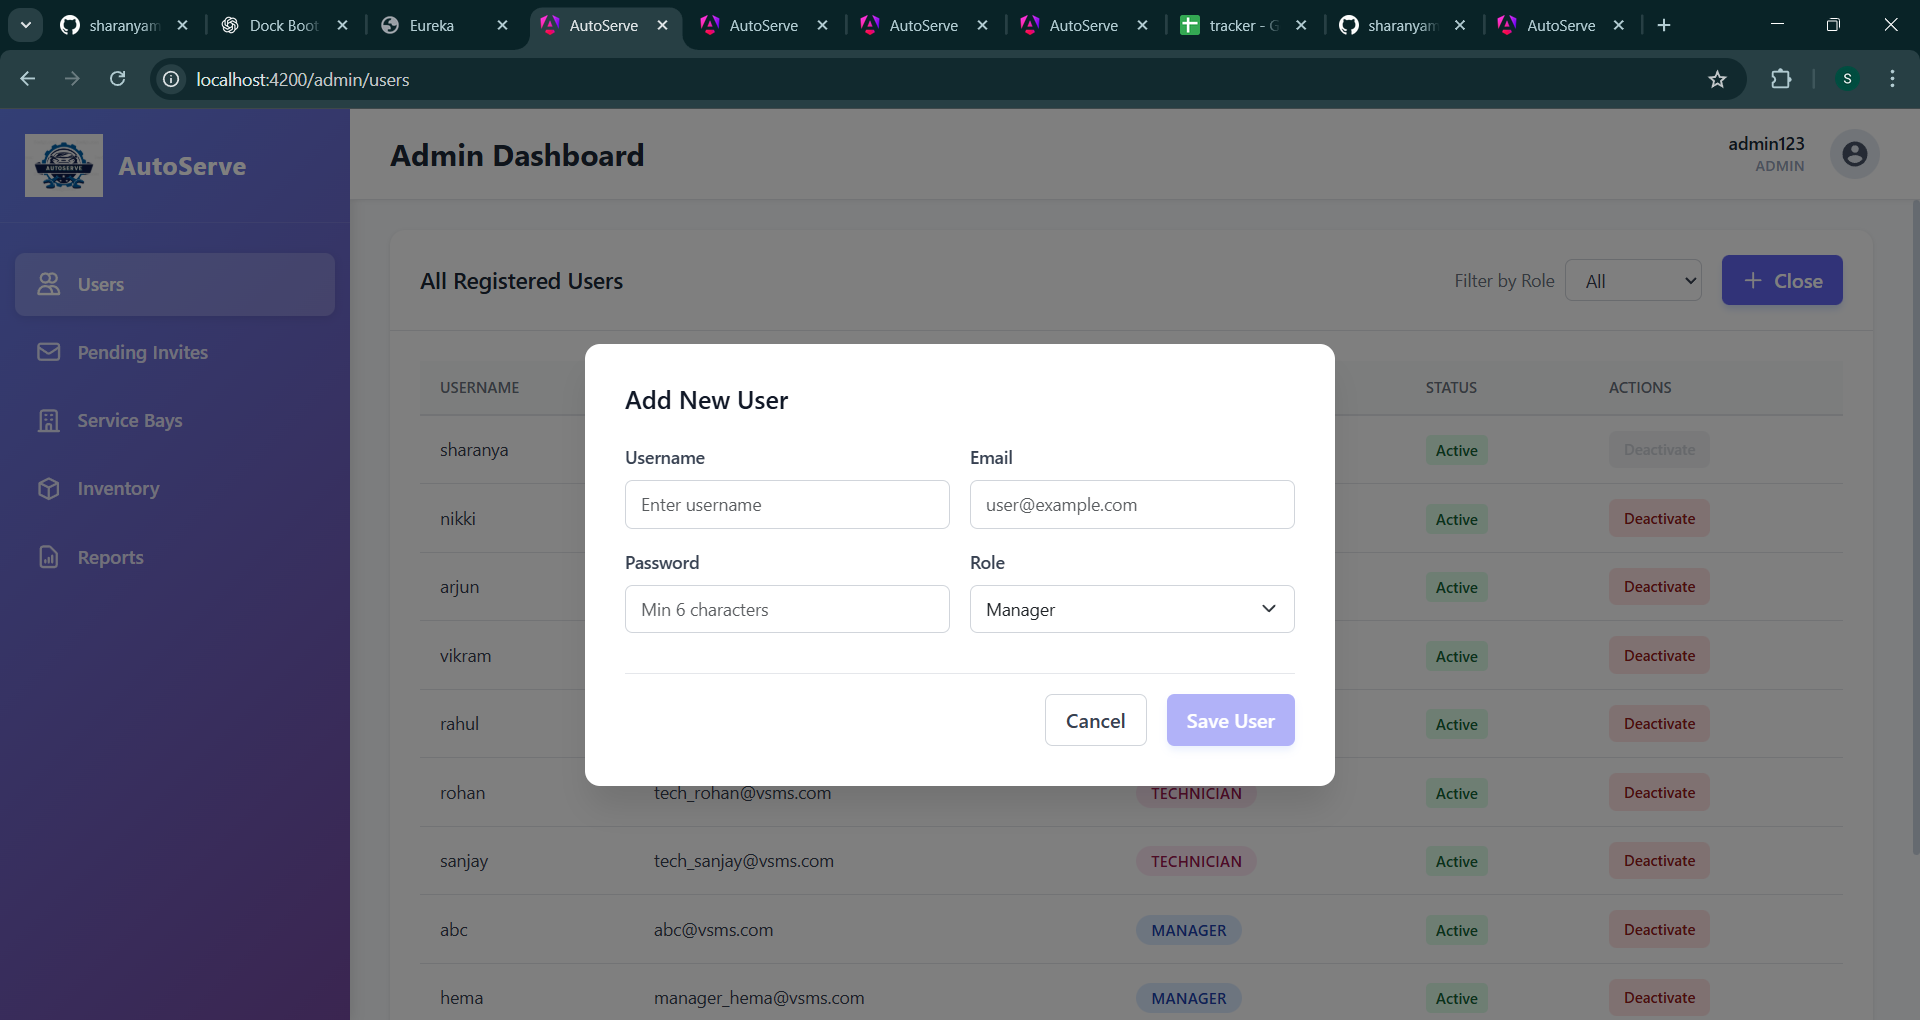 sharanyam
Dock Boot
Eureka
AutoServe
AutoServe
AutoServe
AutoServe
tracker - G
sharanyam
AutoServe
localhost:4200/admin/users
S
AUTOSERVE
AutoServe
Admin Dashboard
admin123
ADMIN
Users
Pending Invites
Service Bays
Inventory
Reports
All Registered Users
Filter by Role
All
+ Close
USERNAME
STATUS
ACTIONS
sharanya
Active
Deactivate
nikki
Active
Deactivate
arjun
Active
Deactivate
vikram
Active
Deactivate
rahul
Active
Deactivate
rohan
tech_rohan@vsms.com
TECHNICIAN
Active
Deactivate
sanjay
tech_sanjay@vsms.com
TECHNICIAN
Active
Deactivate
abc
abc@vsms.com
MANAGER
Active
Deactivate
hema
manager_hema@vsms.com
MANAGER
Active
Deactivate
Add New User
Username
Email
Enter username
user@example.com
Password
Role
Min 6 characters
Manager
Cancel
Save User